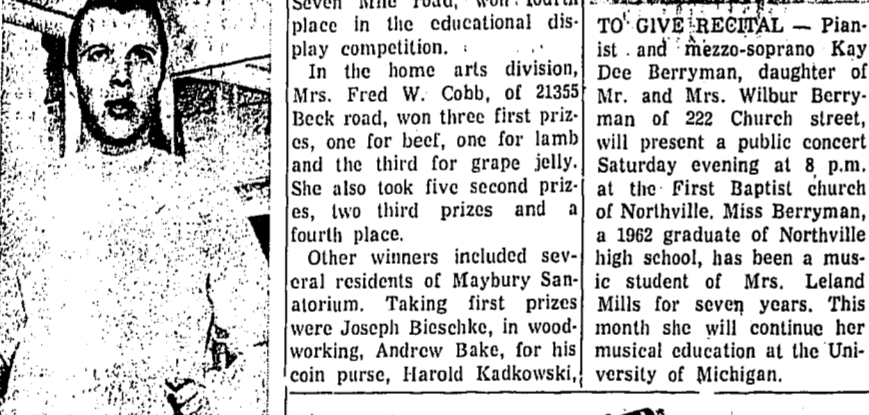 Seven Mile road, won fourth
place in the educational dis-
play competition.
In the home arts division,
Mrs. Fred W. Cobb, of 21355
Beck road, won three first priz-
es, one for beef, one for lamb
and the third for grape jelly.
She also took five second priz-
es, two third prizes and a
fourth place.
Other winners included sev-
eral residents of Maybury San-
atorium. Taking first prizes
were Joseph Bieschke, in wood-
working, Andrew Bake, for his
coin purse, Harold Kadkowski,
TO GIVE RECITAL — Pian-
ist and mezzo-soprano Kay
Dee Berryman, daughter of
Mr. and Mrs. Wilbur Berry-
man of 222 Church street,
will present a public concert
Saturday evening at 8 p.m.
at the First Baptist church
of Northville. Miss Berryman,
a 1962 graduate of Northville
high school, has been a mus-
ic student of Mrs. Leland
Mills for seven years. This
month she will continue her
musical education at the Uni-
versity of Michigan.